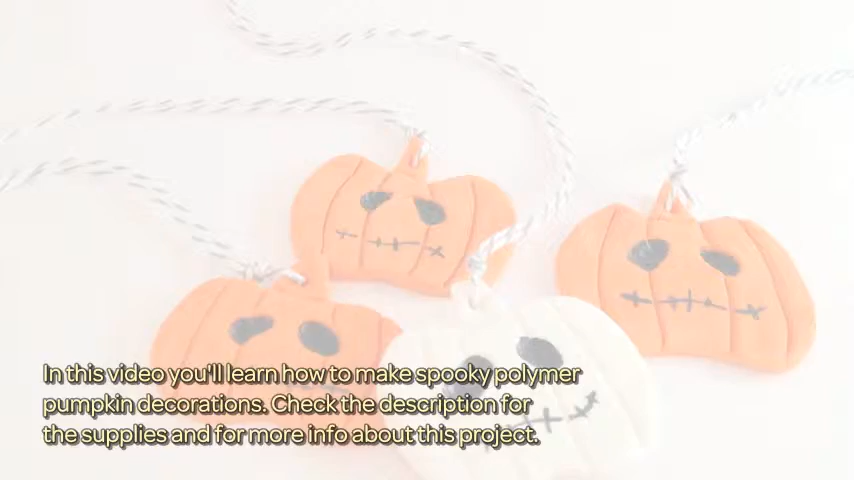 In this video you'll learn how to make spooky polymer
pumpkin decorations. Check the description for
the supplies and for more info about this project.